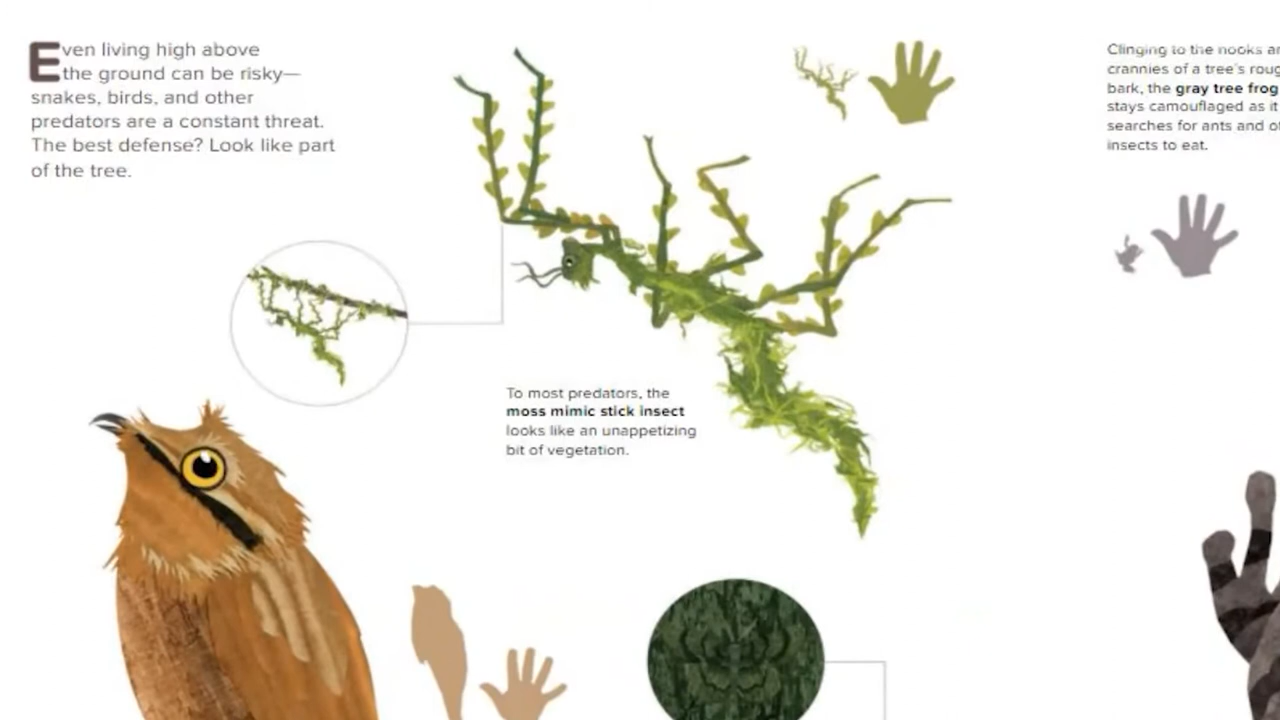 Even living high above
the ground can be risky—
snakes, birds, and other
predators are a constant threat.
The best defense? Look like part
of the tree.
To most predators, the
moss mimic stick insect
looks like an unappetizing
bit of vegetation.
Clinging to the nooks
crannies of a tree's
bark, the gray tree frog
stays camouflaged as it
searches for ants and
insects to eat.